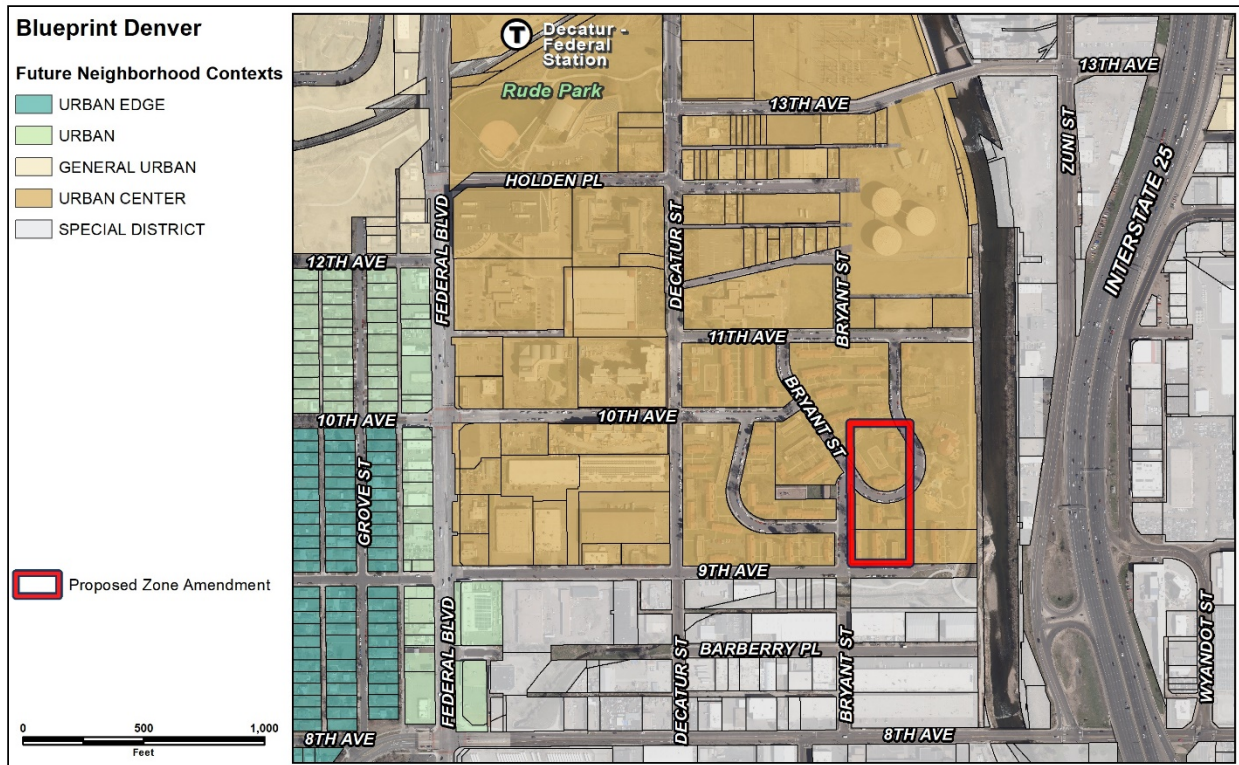 Blueprint Denver
Future Neighborhood Contexts
URBAN EDGE
URBAN
GENERAL URBAN
URBAN CENTER
SPECIAL DISTRICT
Proposed Zone Amendment
0 500 1,000
Feet
T
Decatur -
Federal
Station
Rude Park
13TH AVE
13TH AVE
ZUNI ST
INTERSTATE 25
HOLDEN PL
FEDERAL BLVD
DECATUR ST
12TH AVE
BRYANT ST
11TH AVE
BRYANT ST
10TH AVE
10TH AVE
GROVE ST
9TH AVE
FEDERAL BLVD
DECATUR ST
BARBERRY PL
BRYANT ST
WYANDOT ST
8TH AVE
8TH AVE